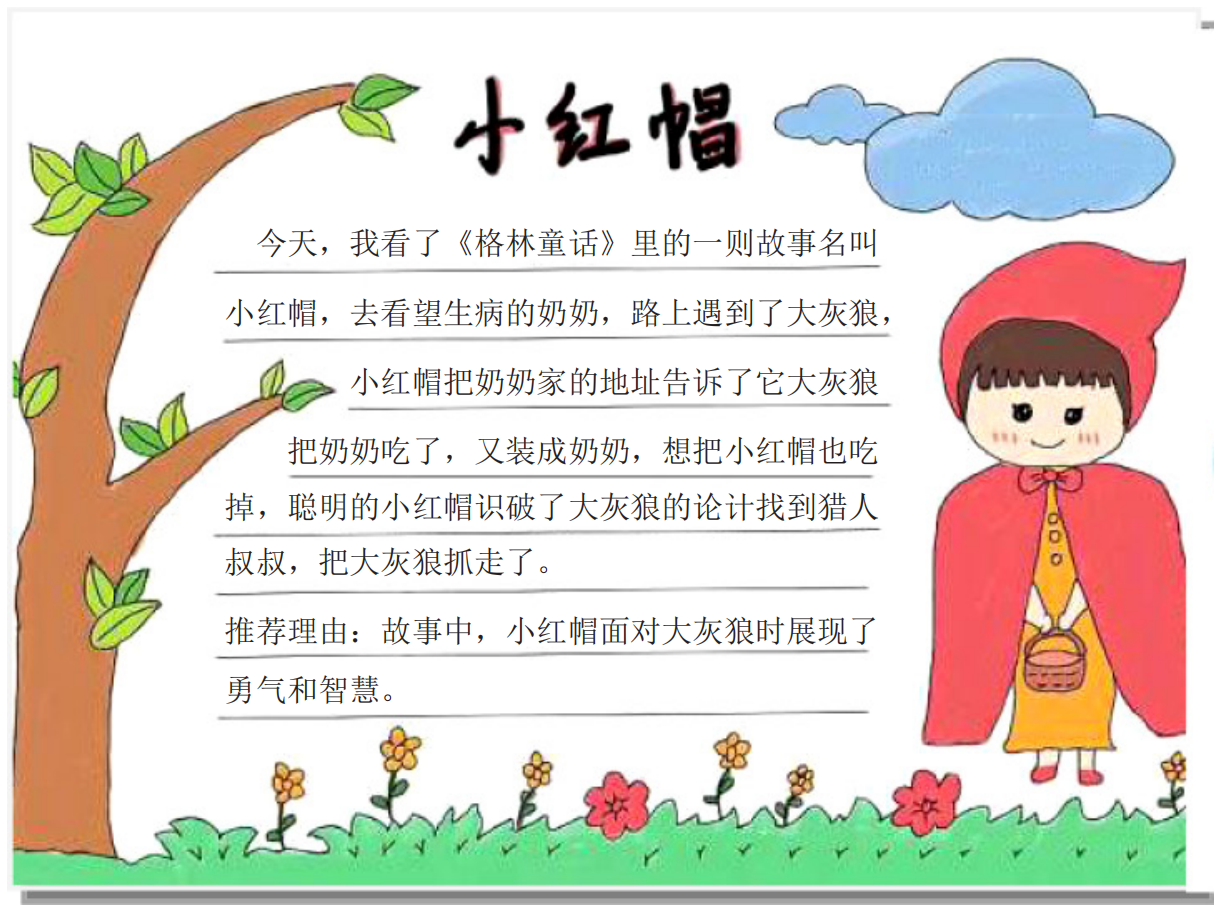 小红帽
今天，我看了《格林童话》里的一则故事名叫
小红帽，去看望生病的奶奶，路上遇到了大灰狼，
小红帽把奶奶家的地址告诉了它大灰狼
把奶奶吃了，又装成奶奶，想把小红帽也吃
掉，聪明的小红帽识破了大灰狼的论计找到猎人
叔叔，把大灰狼抓走了。
推荐理由：故事中，小红帽面对大灰狼时展现了
勇气和智慧。